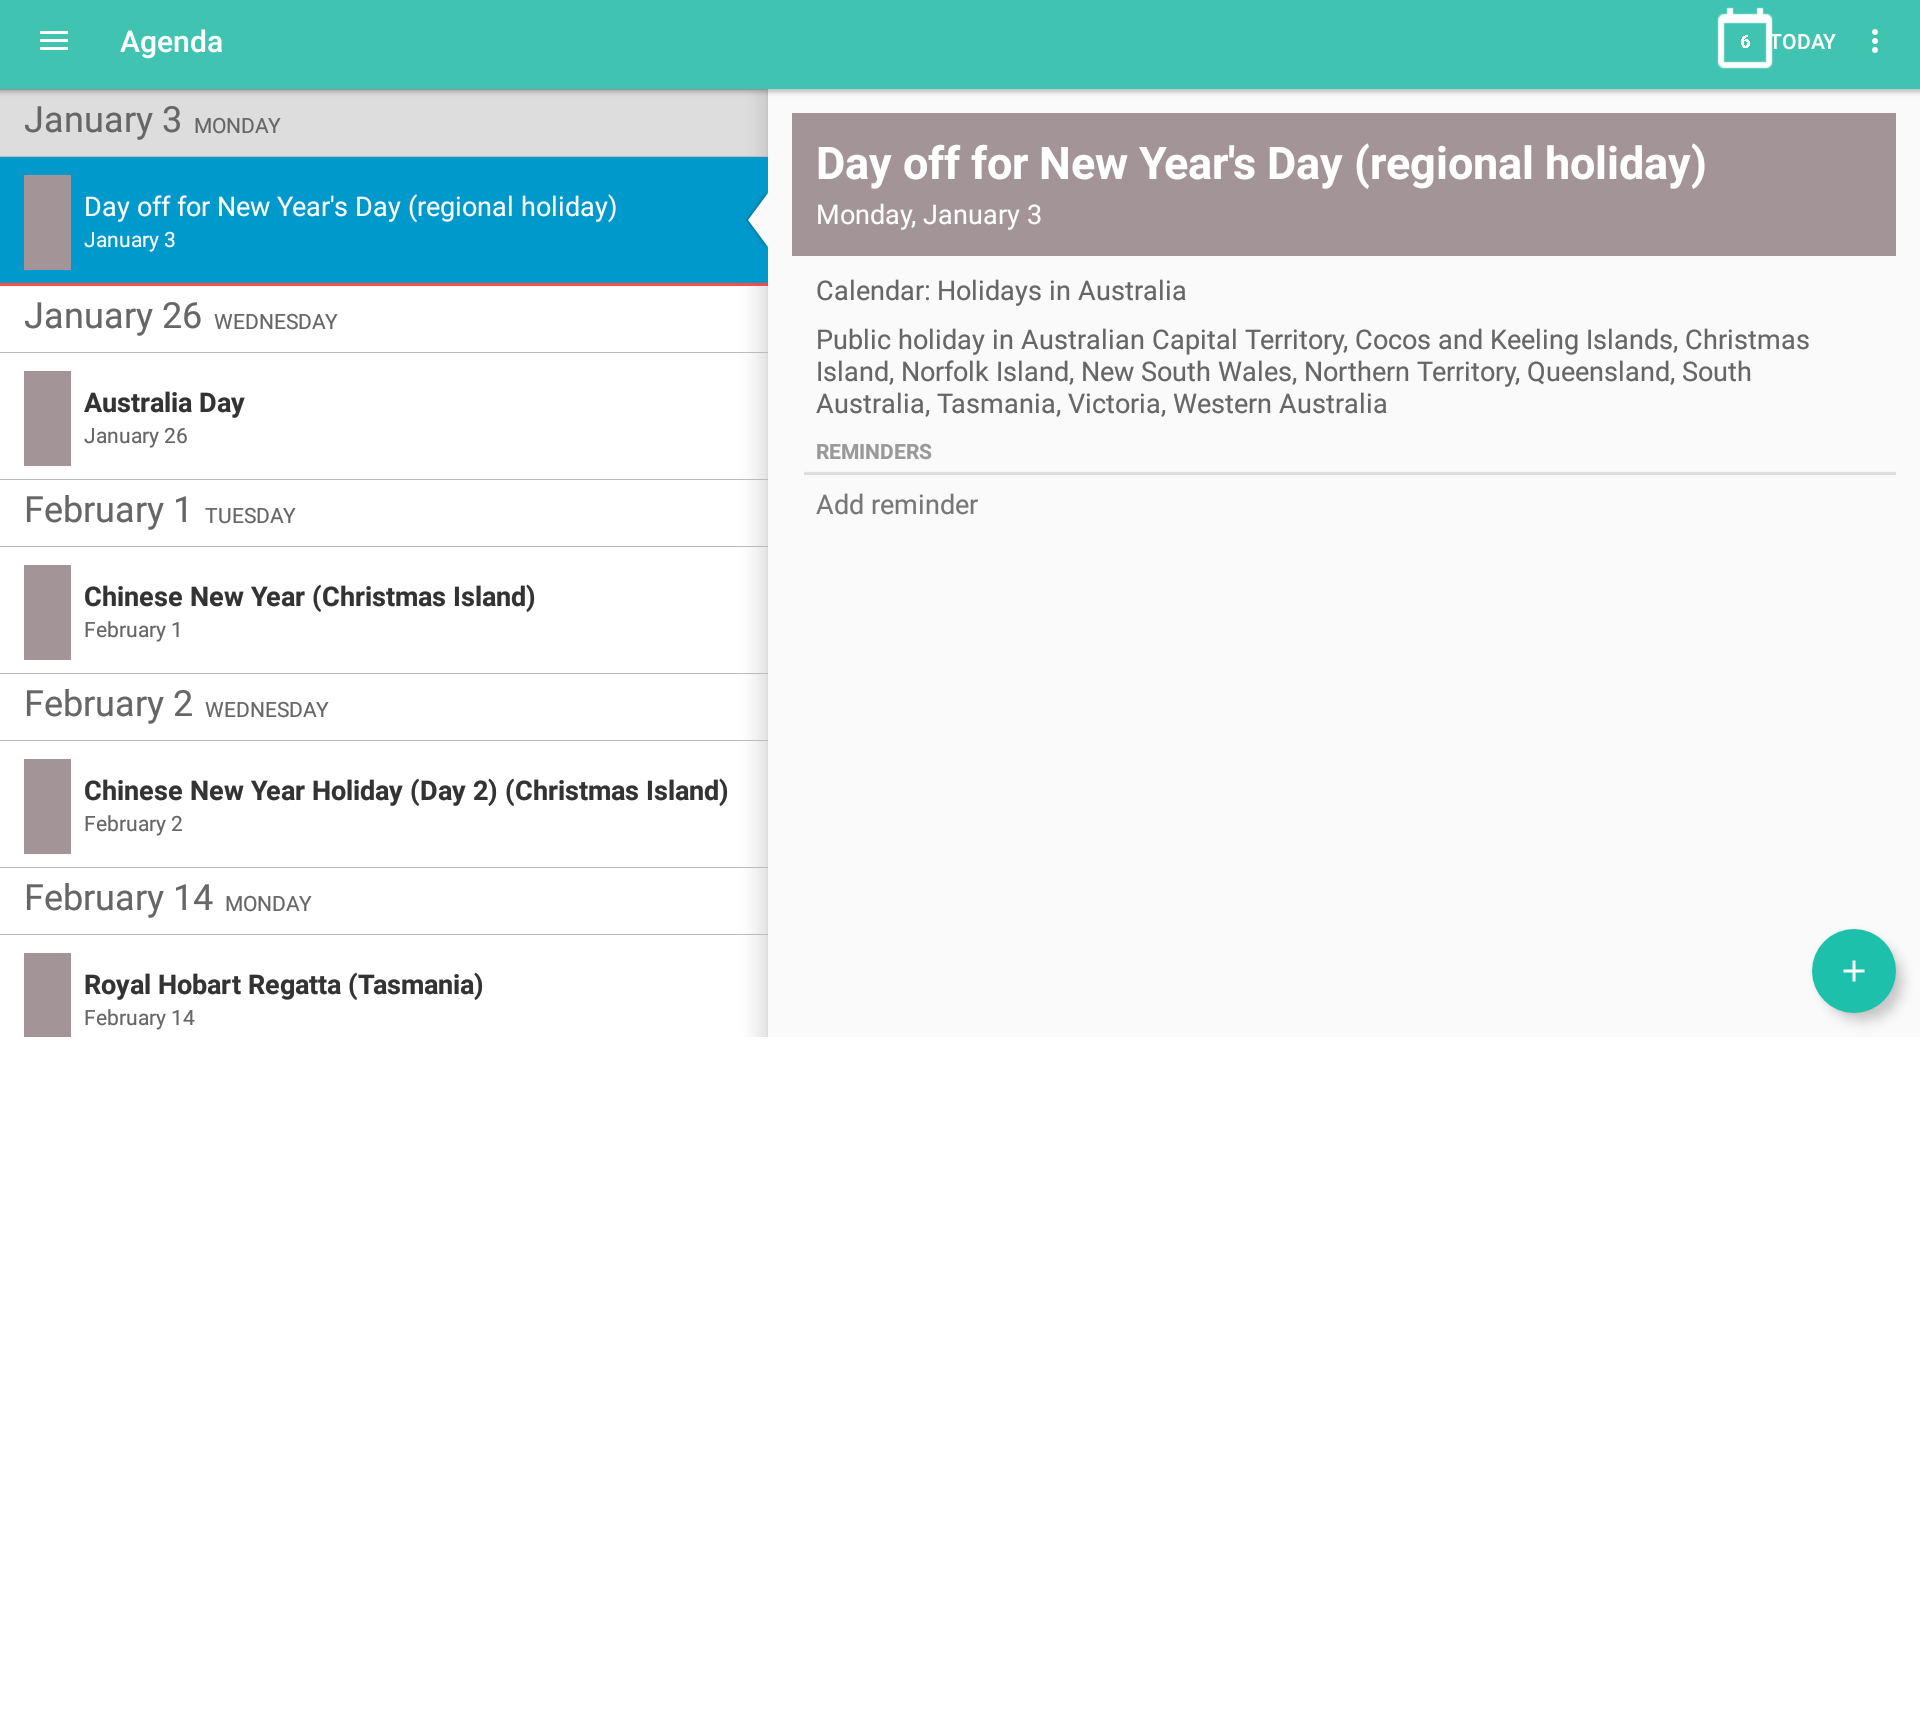 Agenda
6 TODAY
January 3 MONDAY
Day off for New Year's Day (regional holiday)
January 3
January 26 WEDNESDAY
Australia Day
January 26
February 1 TUESDAY
Chinese New Year (Christmas Island)
February 1
February 2 WEDNESDAY
Chinese New Year Holiday (Day 2) (Christmas Island)
February 2
February 14 MONDAY
Royal Hobart Regatta (Tasmania)
February 14
Day off for New Year's Day (regional holiday)
Monday, January 3
Calendar: Holidays in Australia
Public holiday in Australian Capital Territory, Cocos and Keeling Islands, Christmas
Island, Norfolk Island, New South Wales, Northern Territory, Queensland, South
Australia, Tasmania, Victoria, Western Australia
REMINDERS
Add reminder